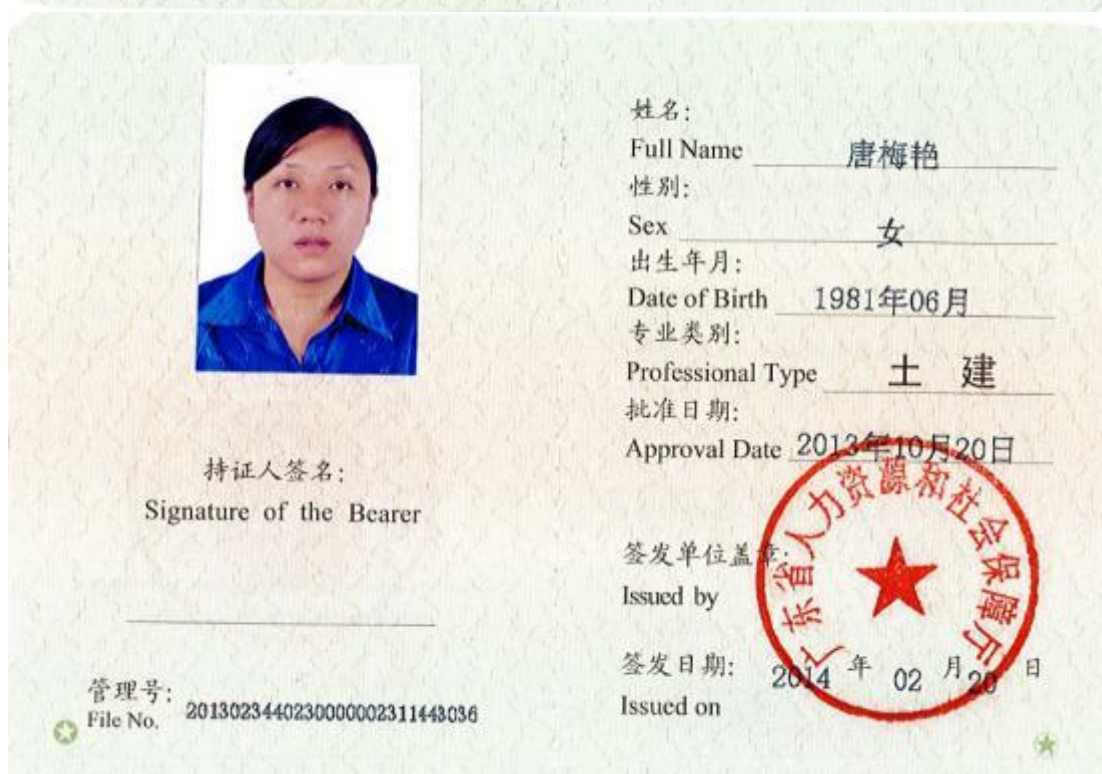 姓名:
Full Name 唐梅艳
性别:
Sex 女
出生年月:
Date of Birth 1981年06月
专业类别:
Professional Type 土 建
批准日期:
Approval Date 2013年10月20日
持证人签名:
Signature of the Bearer
签发单位盖章:
Issued by
广东省人力资源和社会保障厅
签发日期: 2014 年 02 月 20 日
Issued on
管理号:
File No. 2013023440230000002311443036